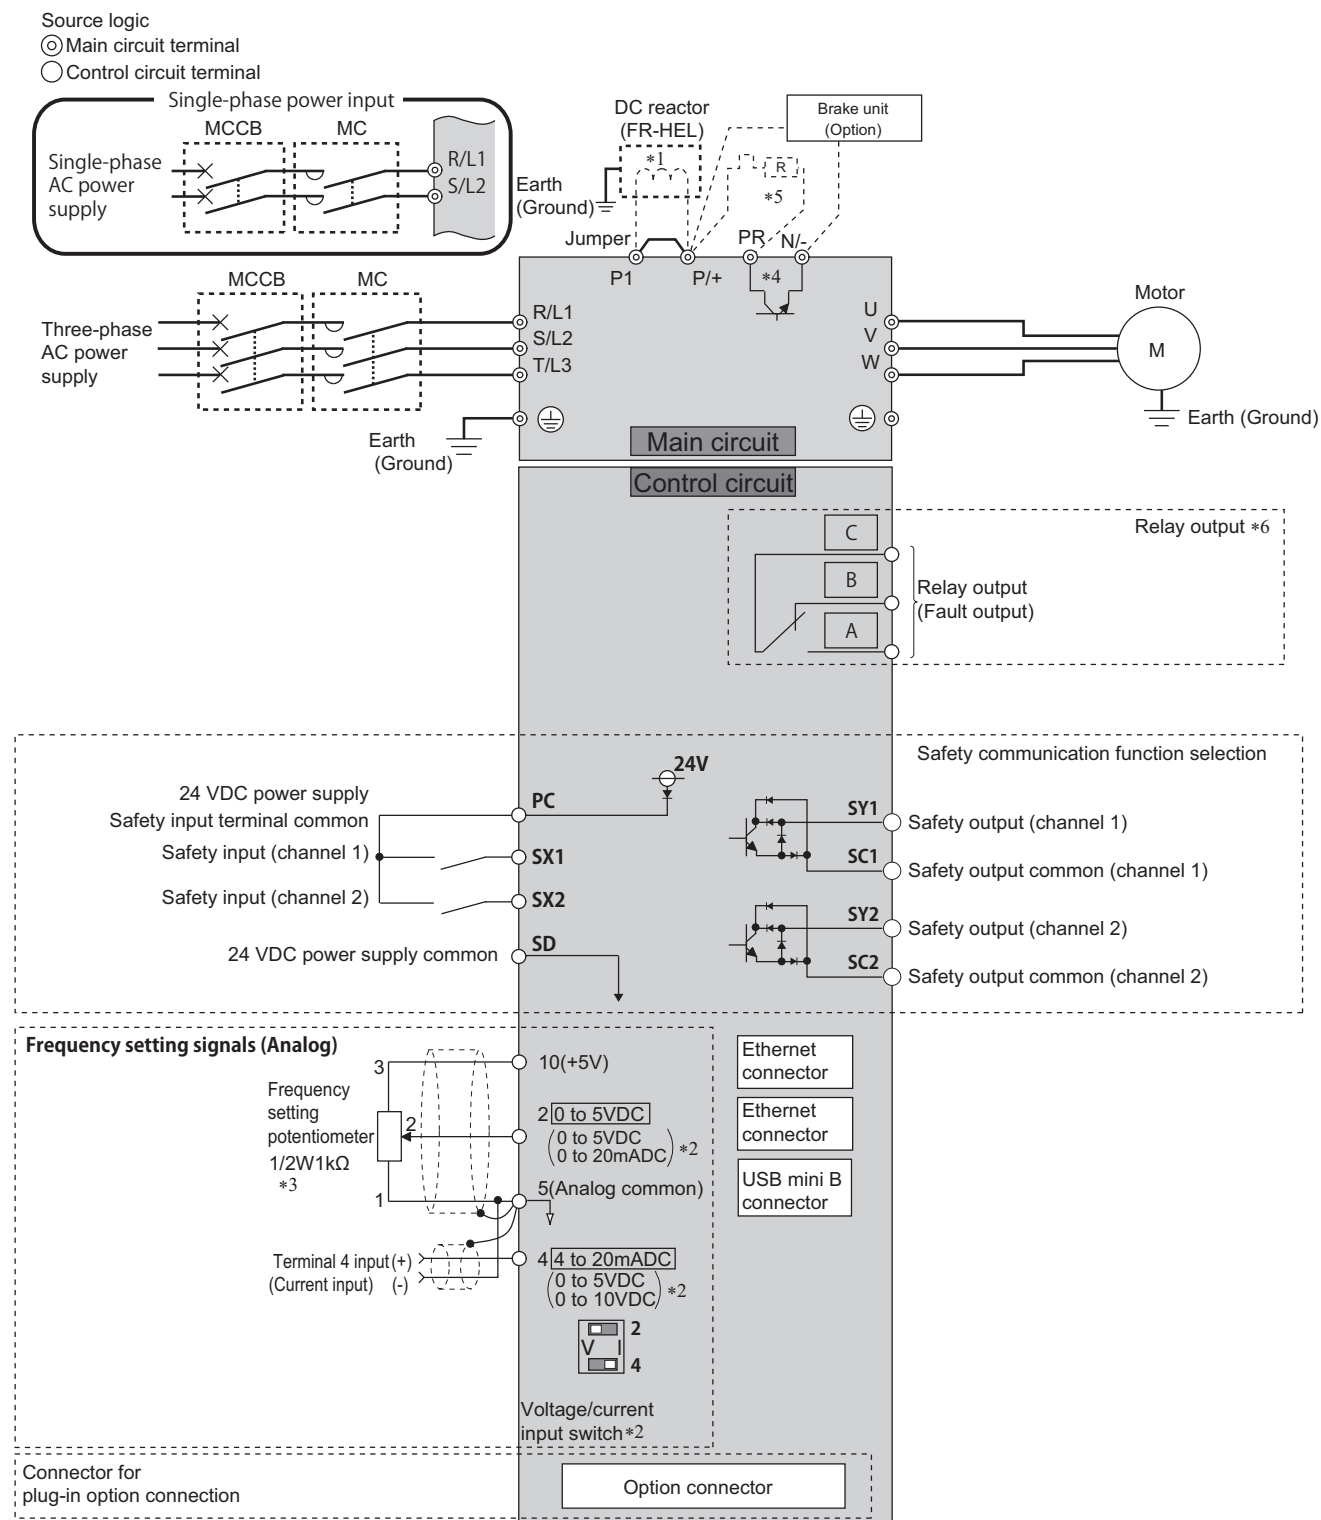 Source logic
Main circuit terminal
Control circuit terminal
Single-phase power input
MCCB
MC
Single-phase
AC power
supply
R/L1
S/L2
DC reactor
(FR-HEL)
*1
Earth
(Ground)
Brake unit
(Option)
R
*5
Jumper
PR
N/-
P1
P/+
*4
MCCB
MC
Three-phase
AC power
supply
R/L1
S/L2
T/L3
U
V
W
Motor
M
Earth (Ground)
Earth
(Ground)
Main circuit
Control circuit
Relay output *6
C
B
A
Relay output
(Fault output)
Safety communication function selection
24V
24 VDC power supply
Safety input terminal common
PC
Safety input (channel 1)
SX1
Safety input (channel 2)
SX2
24 VDC power supply common
SD
SY1
Safety output (channel 1)
SC1
Safety output common (channel 1)
SY2
Safety output (channel 2)
SC2
Safety output common (channel 2)
Frequency setting signals (Analog)
3
10(+5V)
Frequency
setting
potentiometer
1/2W1kΩ
*3
2
2 0 to 5VDC
(0 to 5VDC
0 to 20mADC) *2
1
5(Analog common)
Terminal 4 input (+)
(Current input) (-)
4 4 to 20mADC
(0 to 5VDC
0 to 10VDC) *2
2
V I
4
Voltage/current
input switch*2
Ethernet
connector
Ethernet
connector
USB mini B
connector
Connector for
plug-in option connection
Option connector